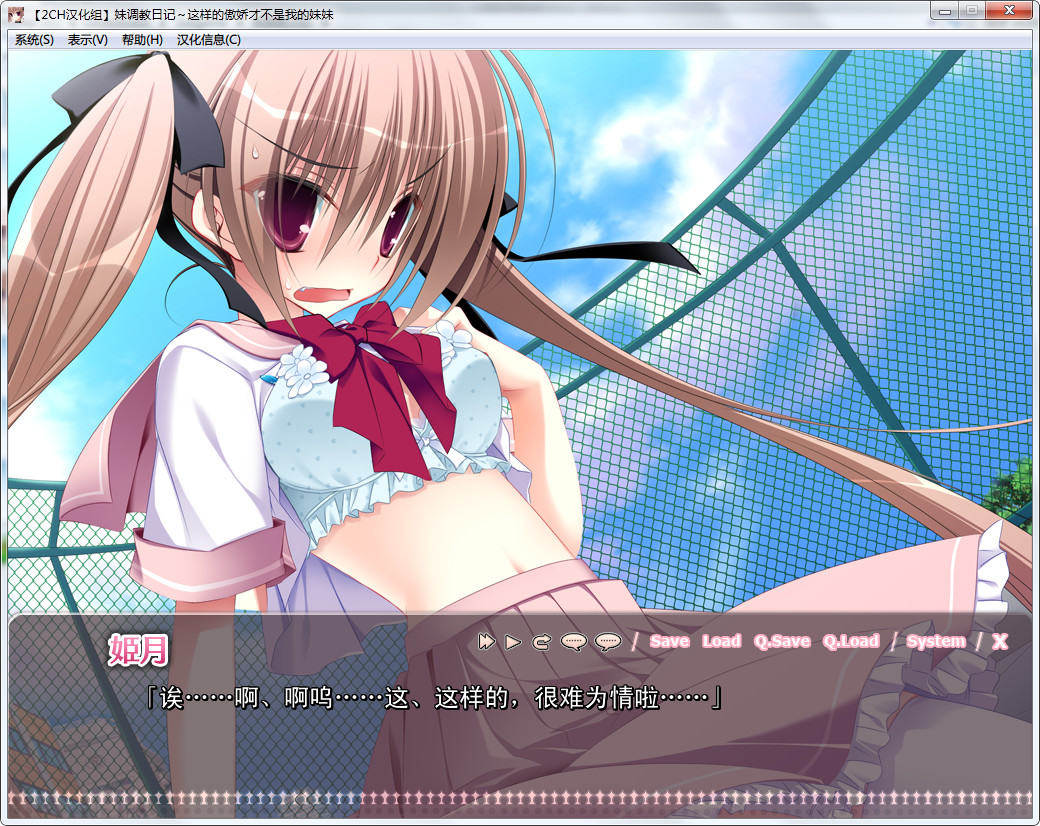 【2CH汉化组】妹调教日记～这样的傲娇才不是我的妹妹
系统(S) 表示(V) 帮助(H) 汉化信息(C)
姫月
/ Save Load Q.Save Q.Load / System / X
「诶……啊、啊呜……这、这样的，很难为情啦……」